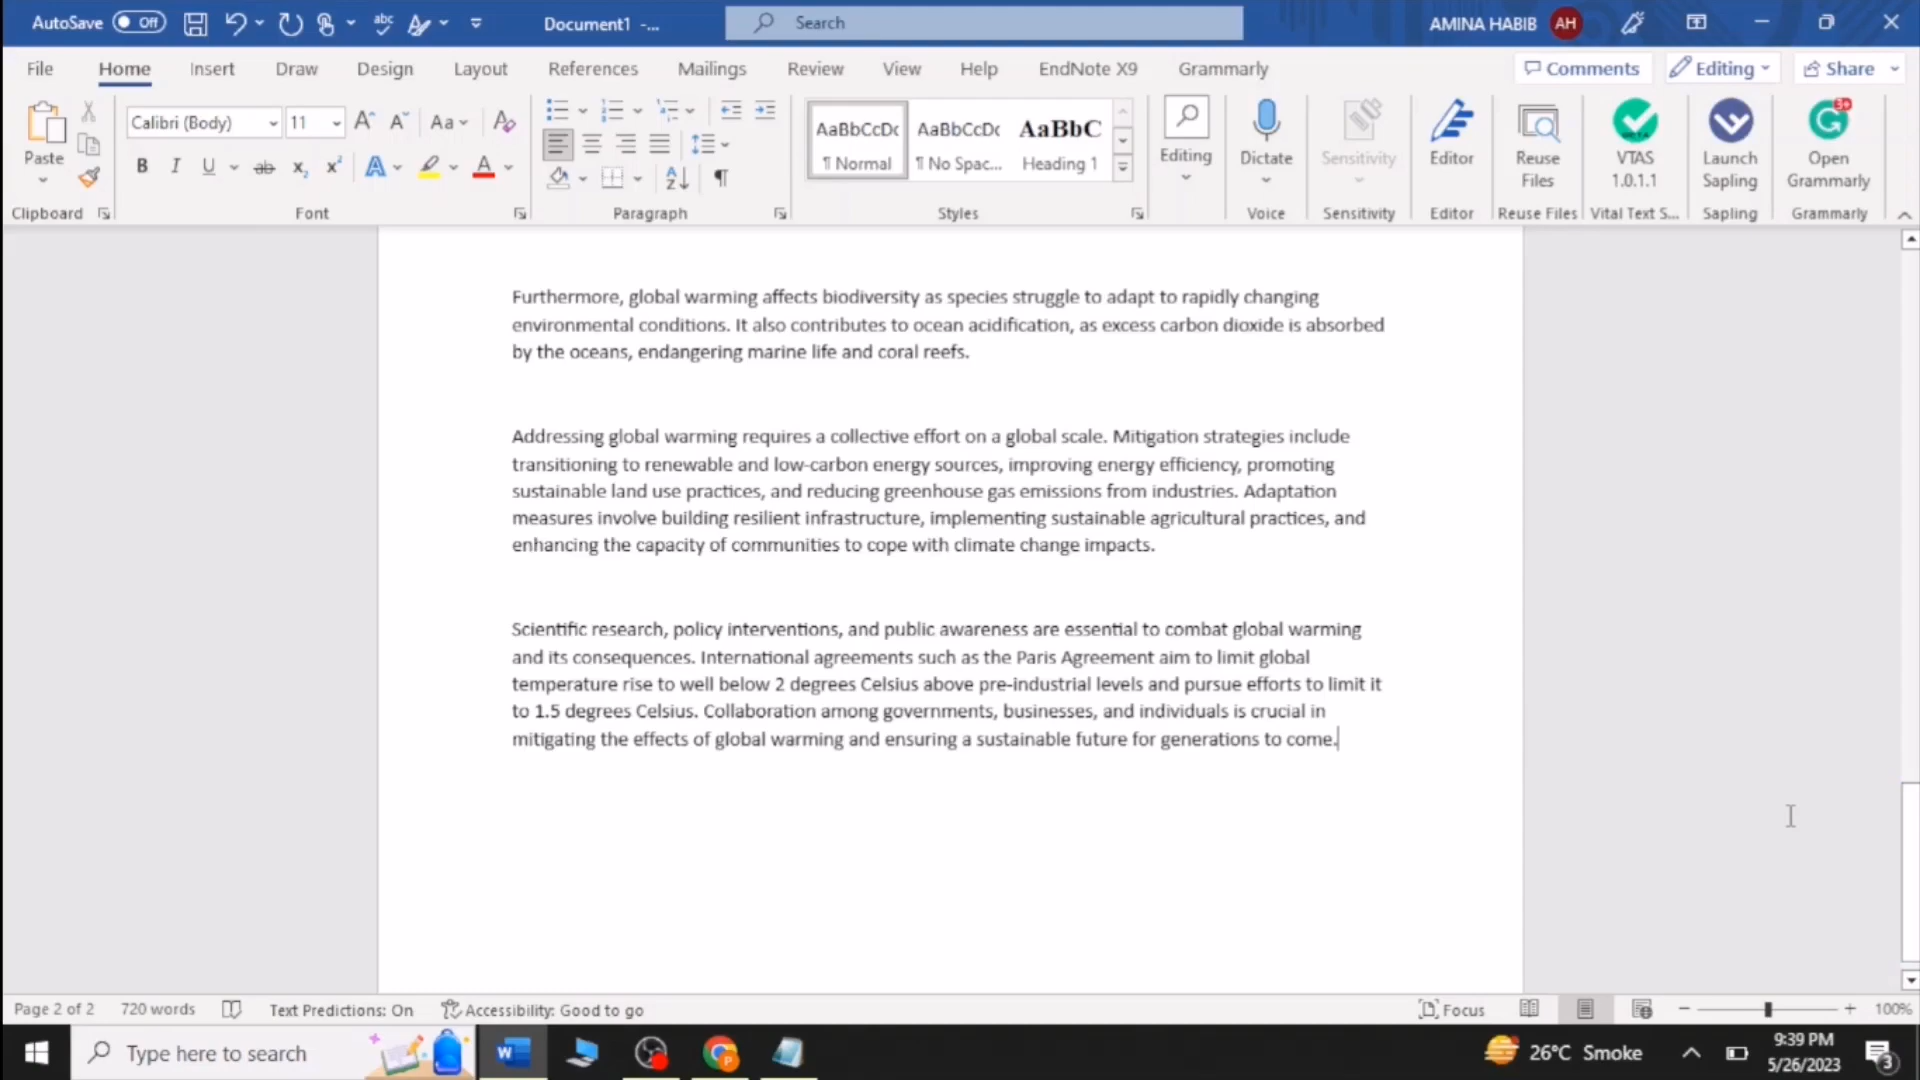 AutoSave Off Document1 -... Search AMINA HABIB AH
File Home Insert Draw Design Layout References Mailings Review View Help EndNote X9 Grammarly Comments Editing Share
Calibri (Body) 11 Aa AaBbCcDc AaBbCcDc AaBbC
Paste ¶ Normal ¶ No Spac... Heading 1 Editing Dictate Sensitivity Editor Reuse Files VTAS 1.0.1.1 Launch Sapling Open Grammarly
Clipboard Font Paragraph Styles Voice Sensitivity Editor Reuse Files Vital Text S... Sapling Grammarly
Furthermore, global warming affects biodiversity as species struggle to adapt to rapidly changing
environmental conditions. It also contributes to ocean acidification, as excess carbon dioxide is absorbed
by the oceans, endangering marine life and coral reefs.
Addressing global warming requires a collective effort on a global scale. Mitigation strategies include
transitioning to renewable and low-carbon energy sources, improving energy efficiency, promoting
sustainable land use practices, and reducing greenhouse gas emissions from industries. Adaptation
measures involve building resilient infrastructure, implementing sustainable agricultural practices, and
enhancing the capacity of communities to cope with climate change impacts.
Scientific research, policy interventions, and public awareness are essential to combat global warming
and its consequences. International agreements such as the Paris Agreement aim to limit global
temperature rise to well below 2 degrees Celsius above pre-industrial levels and pursue efforts to limit it
to 1.5 degrees Celsius. Collaboration among governments, businesses, and individuals is crucial in
mitigating the effects of global warming and ensuring a sustainable future for generations to come.
Page 2 of 2 720 words Text Predictions: On Accessibility: Good to go Focus 100%
Type here to search 26°C Smoke 9:39 PM
5/26/2023 3